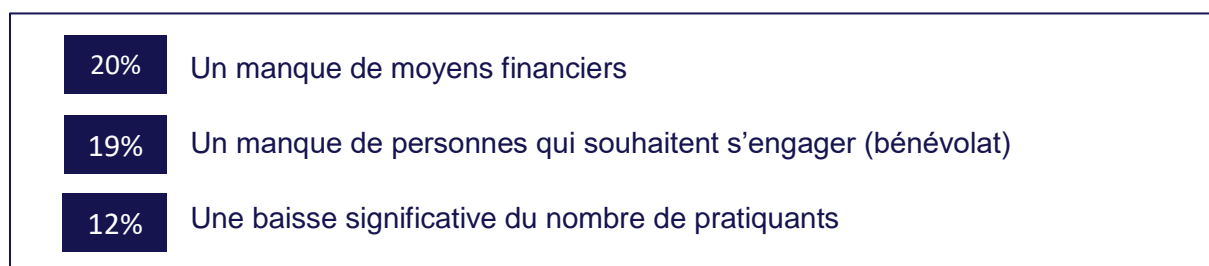 20% Un manque de moyens financiers
19% Un manque de personnes qui souhaitent s’engager (bénévolat)
12% Une baisse significative du nombre de pratiquants